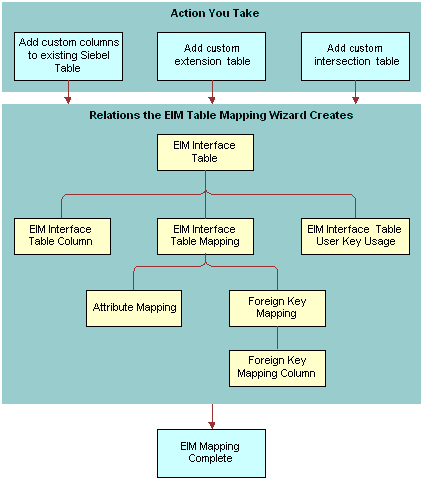 Action You Take
Add custom columns
to existing Siebel
Table
Add custom
extension table
Add custom
intersection table
Relations the EIM Table Mapping Wizard Creates
EIM Interface
Table
EIM Interface
Table Column
EIM Interface
Table Mapping
EIM Interface Table
User Key Usage
Attribute Mapping
Foreign Key
Mapping
Foreign Key
Mapping Column
EIM Mapping
Complete